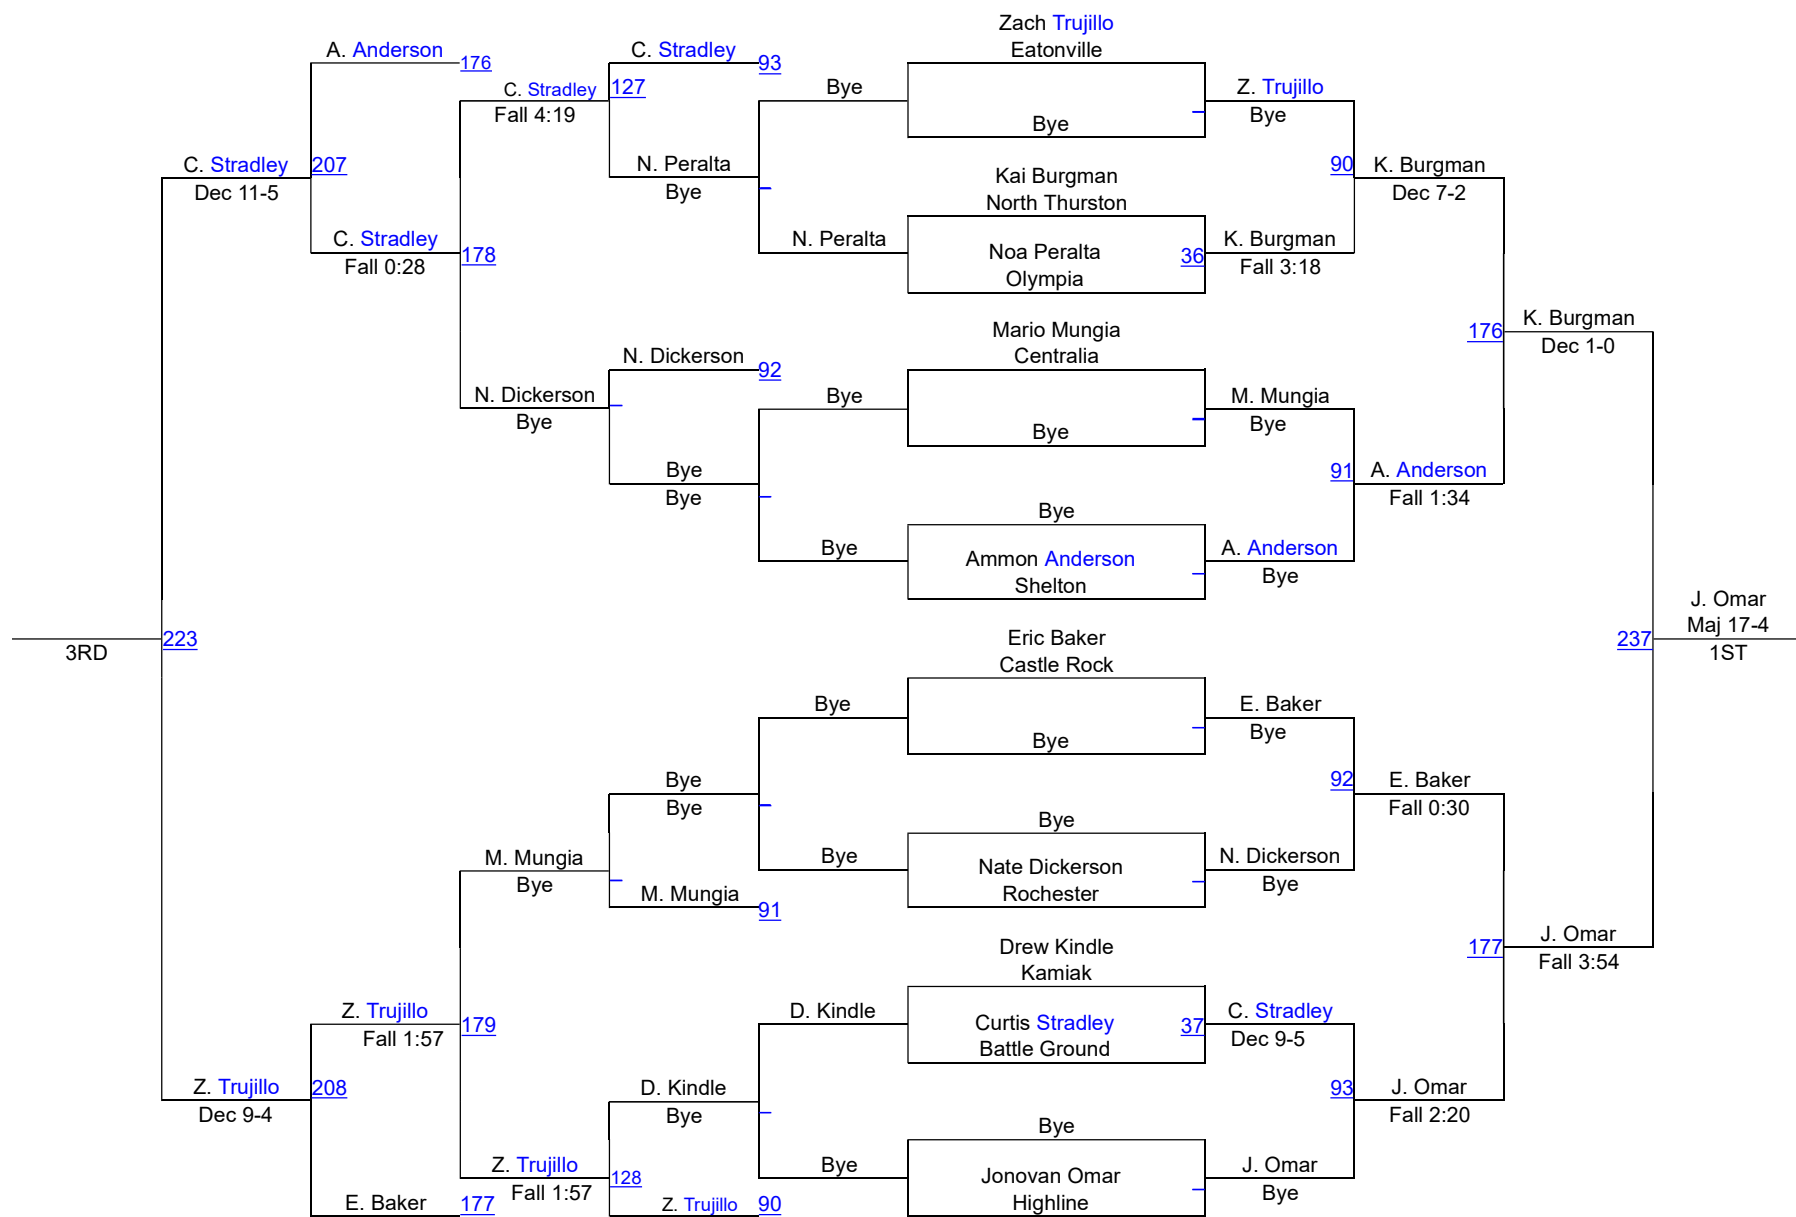 Zach Trujillo
A. Anderson
C. Stradley
Eatonville
176
93
C. Stradley
127
Bye
Z. Trujillo
Fall 4:19
Bye
Bye
C. Stradley
207
N. Peralta
90
K. Burgman
Dec 11-5
Bye
Kai Burgman
Dec 7-2
North Thurston
C. Stradley
178
N. Peralta
Noa Peralta
36
K. Burgman
Fall 0:28
Olympia
Fall 3:18
Mario Mungia
176
K. Burgman
N. Dickerson
92
Centralia
Dec 1-0
N. Dickerson
Bye
M. Mungia
Bye
Bye
Bye
Bye
91
A. Anderson
Bye
Fall 1:34
Bye
Bye
Ammon Anderson
A. Anderson
Shelton
Bye
J. Omar
Maj 17-4
223
Eric Baker
237
3RD
Castle Rock
1ST
Bye
E. Baker
Bye
Bye
Bye
92
E. Baker
Bye
Fall 0:30
Bye
M. Mungia
Bye
Nate Dickerson
N. Dickerson
Bye
Rochester
Bye
M. Mungia
91
Drew Kindle
177
J. Omar
Kamiak
Fall 3:54
Z. Trujillo
179
D. Kindle
Curtis Stradley
37
C. Stradley
Fall 1:57
Battle Ground
Dec 9-5
Z. Trujillo
208
D. Kindle
93
J. Omar
Dec 9-4
Bye
Fall 2:20
Bye
Z. Trujillo
128
Bye
Jonovan Omar
J. Omar
Fall 1:57
Highline
Bye
E. Baker
177
Z. Trujillo
90